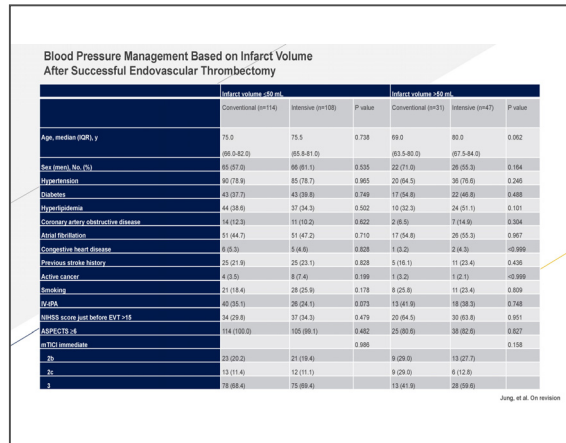 Blood Pressure Management Based on Infarct Volume
After Successful Endovascular Thrombectomy
Infarct volume ≤50 mL Infarct volume >50 mL
Conventional (n=114) Intensive (n=108) P value Conventional (n=31) Intensive (n=47) P value
Age, median (IQR), y 75.0 75.5 0.738 69.0 80.0 0.062
(66.0-82.0) (65.8-81.0) (63.5-80.0) (67.5-84.0)
Sex (men), No. (%) 65 (57.0) 66 (61.1) 0.535 22 (71.0) 26 (55.3) 0.164
Hypertension 90 (78.9) 85 (78.7) 0.965 20 (64.5) 36 (76.6) 0.246
Diabetes 43 (37.7) 43 (39.8) 0.749 17 (54.8) 22 (46.8) 0.488
Hyperlipidemia 44 (38.6) 37 (34.3) 0.502 10 (32.3) 24 (51.1) 0.101
Coronary artery obstructive disease 14 (12.3) 11 (10.2) 0.622 2 (6.5) 7 (14.9) 0.304
Atrial fibrillation 51 (44.7) 51 (47.2) 0.710 17 (54.8) 26 (55.3) 0.967
Congestive heart disease 6 (5.3) 5 (4.6) 0.828 1 (3.2) 2 (4.3) <0.999
Previous stroke history 25 (21.9) 25 (23.1) 0.828 5 (16.1) 11 (23.4) 0.436
Active cancer 4 (3.5) 8 (7.4) 0.199 1 (3.2) 1 (2.1) <0.999
Smoking 21 (18.4) 28 (25.9) 0.178 8 (25.8) 11 (23.4) 0.809
IV-tPA 40 (35.1) 26 (24.1) 0.073 13 (41.9) 18 (38.3) 0.748
NIHSS score just before EVT >15 34 (29.8) 37 (34.3) 0.479 20 (64.5) 30 (63.8) 0.951
ASPECTS ≥6 114 (100.0) 105 (99.1) 0.482 25 (80.6) 38 (82.6) 0.827
mTICI immediate 0.986 0.158
2b 23 (20.2) 21 (19.4) 9 (29.0) 13 (27.7)
2c 13 (11.4) 12 (11.1) 9 (29.0) 6 (12.8)
3 78 (68.4) 75 (69.4) 13 (41.9) 28 (59.6)
Jung, et al. On revision